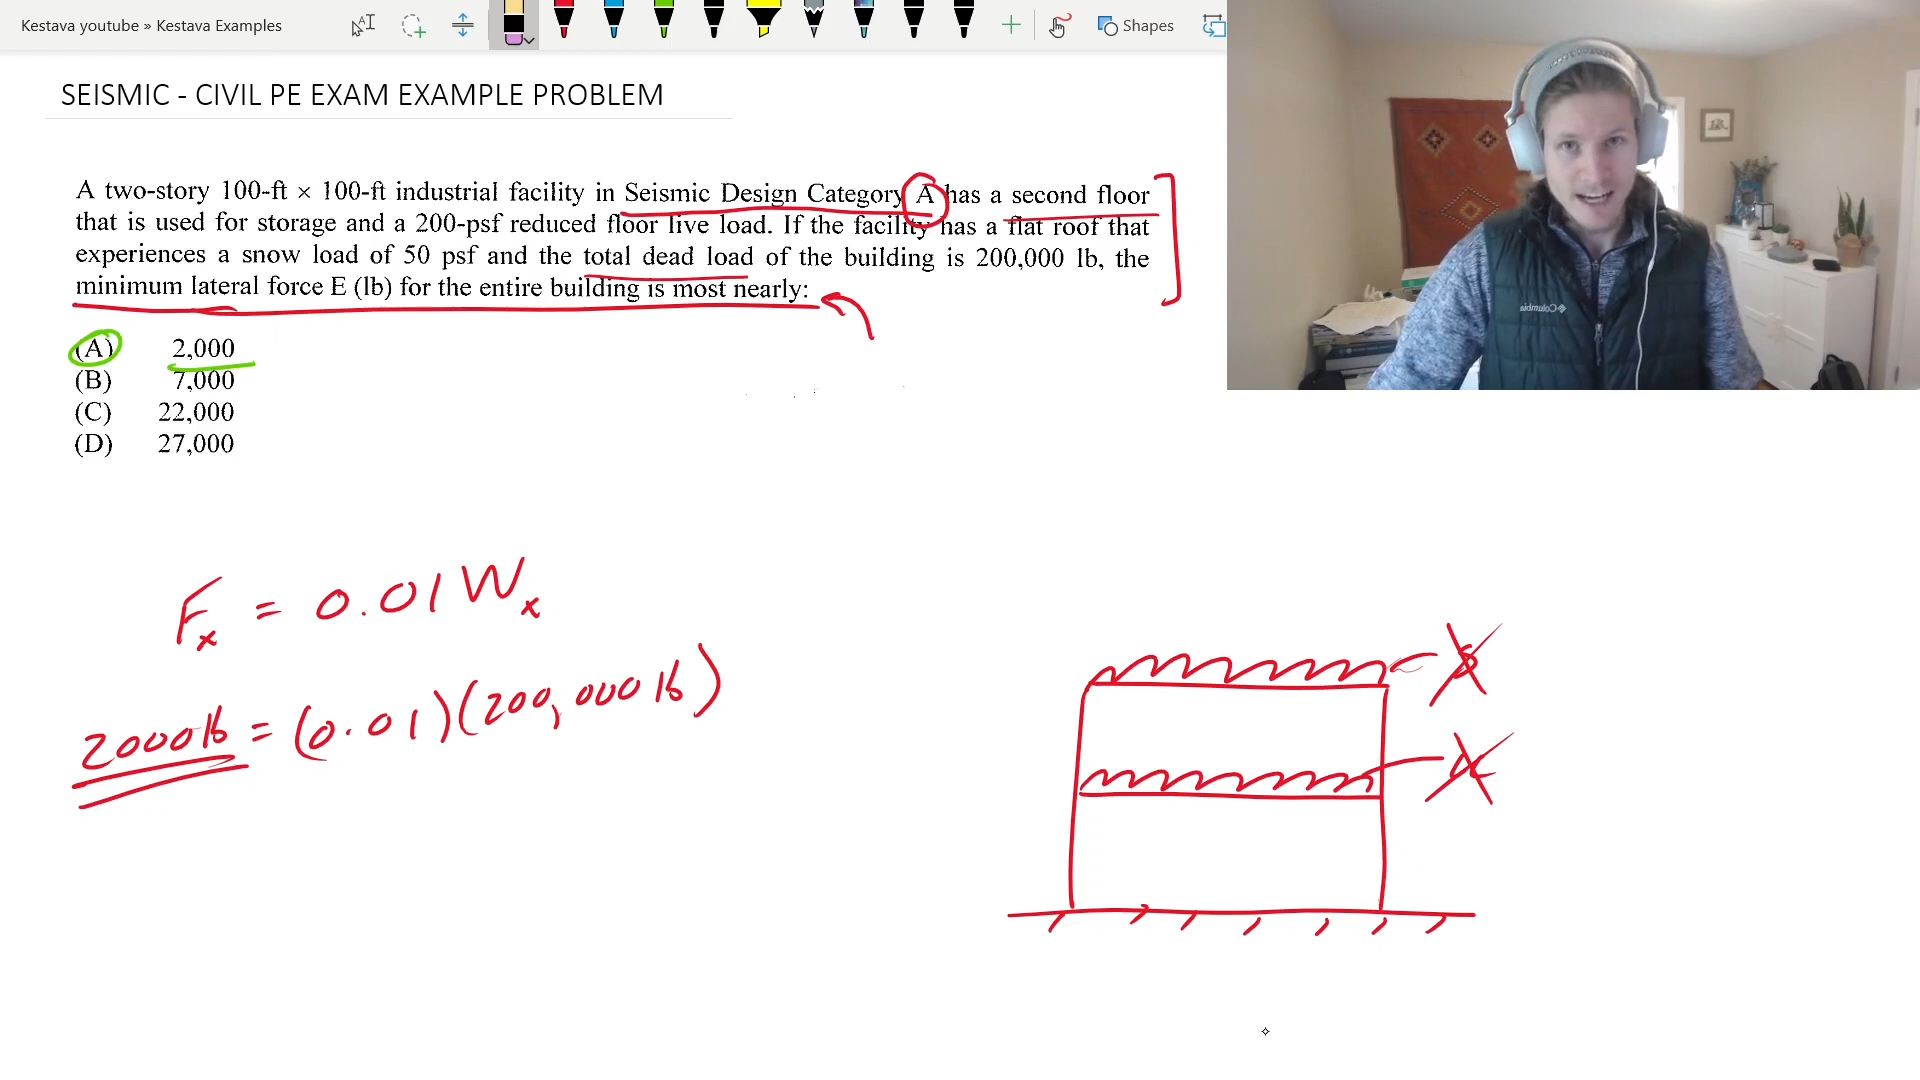 Kestava youtube » Kestava Examples
Shapes
SEISMIC - CIVIL PE EXAM EXAMPLE PROBLEM
A two-story 100-ft × 100-ft industrial facility in Seismic Design Category A has a second floor
that is used for storage and a 200-psf reduced floor live load. If the facility has a flat roof that
experiences a snow load of 50 psf and the total dead load of the building is 200,000 lb, the
minimum lateral force E (lb) for the entire building is most nearly:
(A) 2,000
(B) 7,000
(C) 22,000
(D) 27,000
Columbia
Fx = 0.01 Wx
2000 lb = (0.01)(200,000 lb)
S